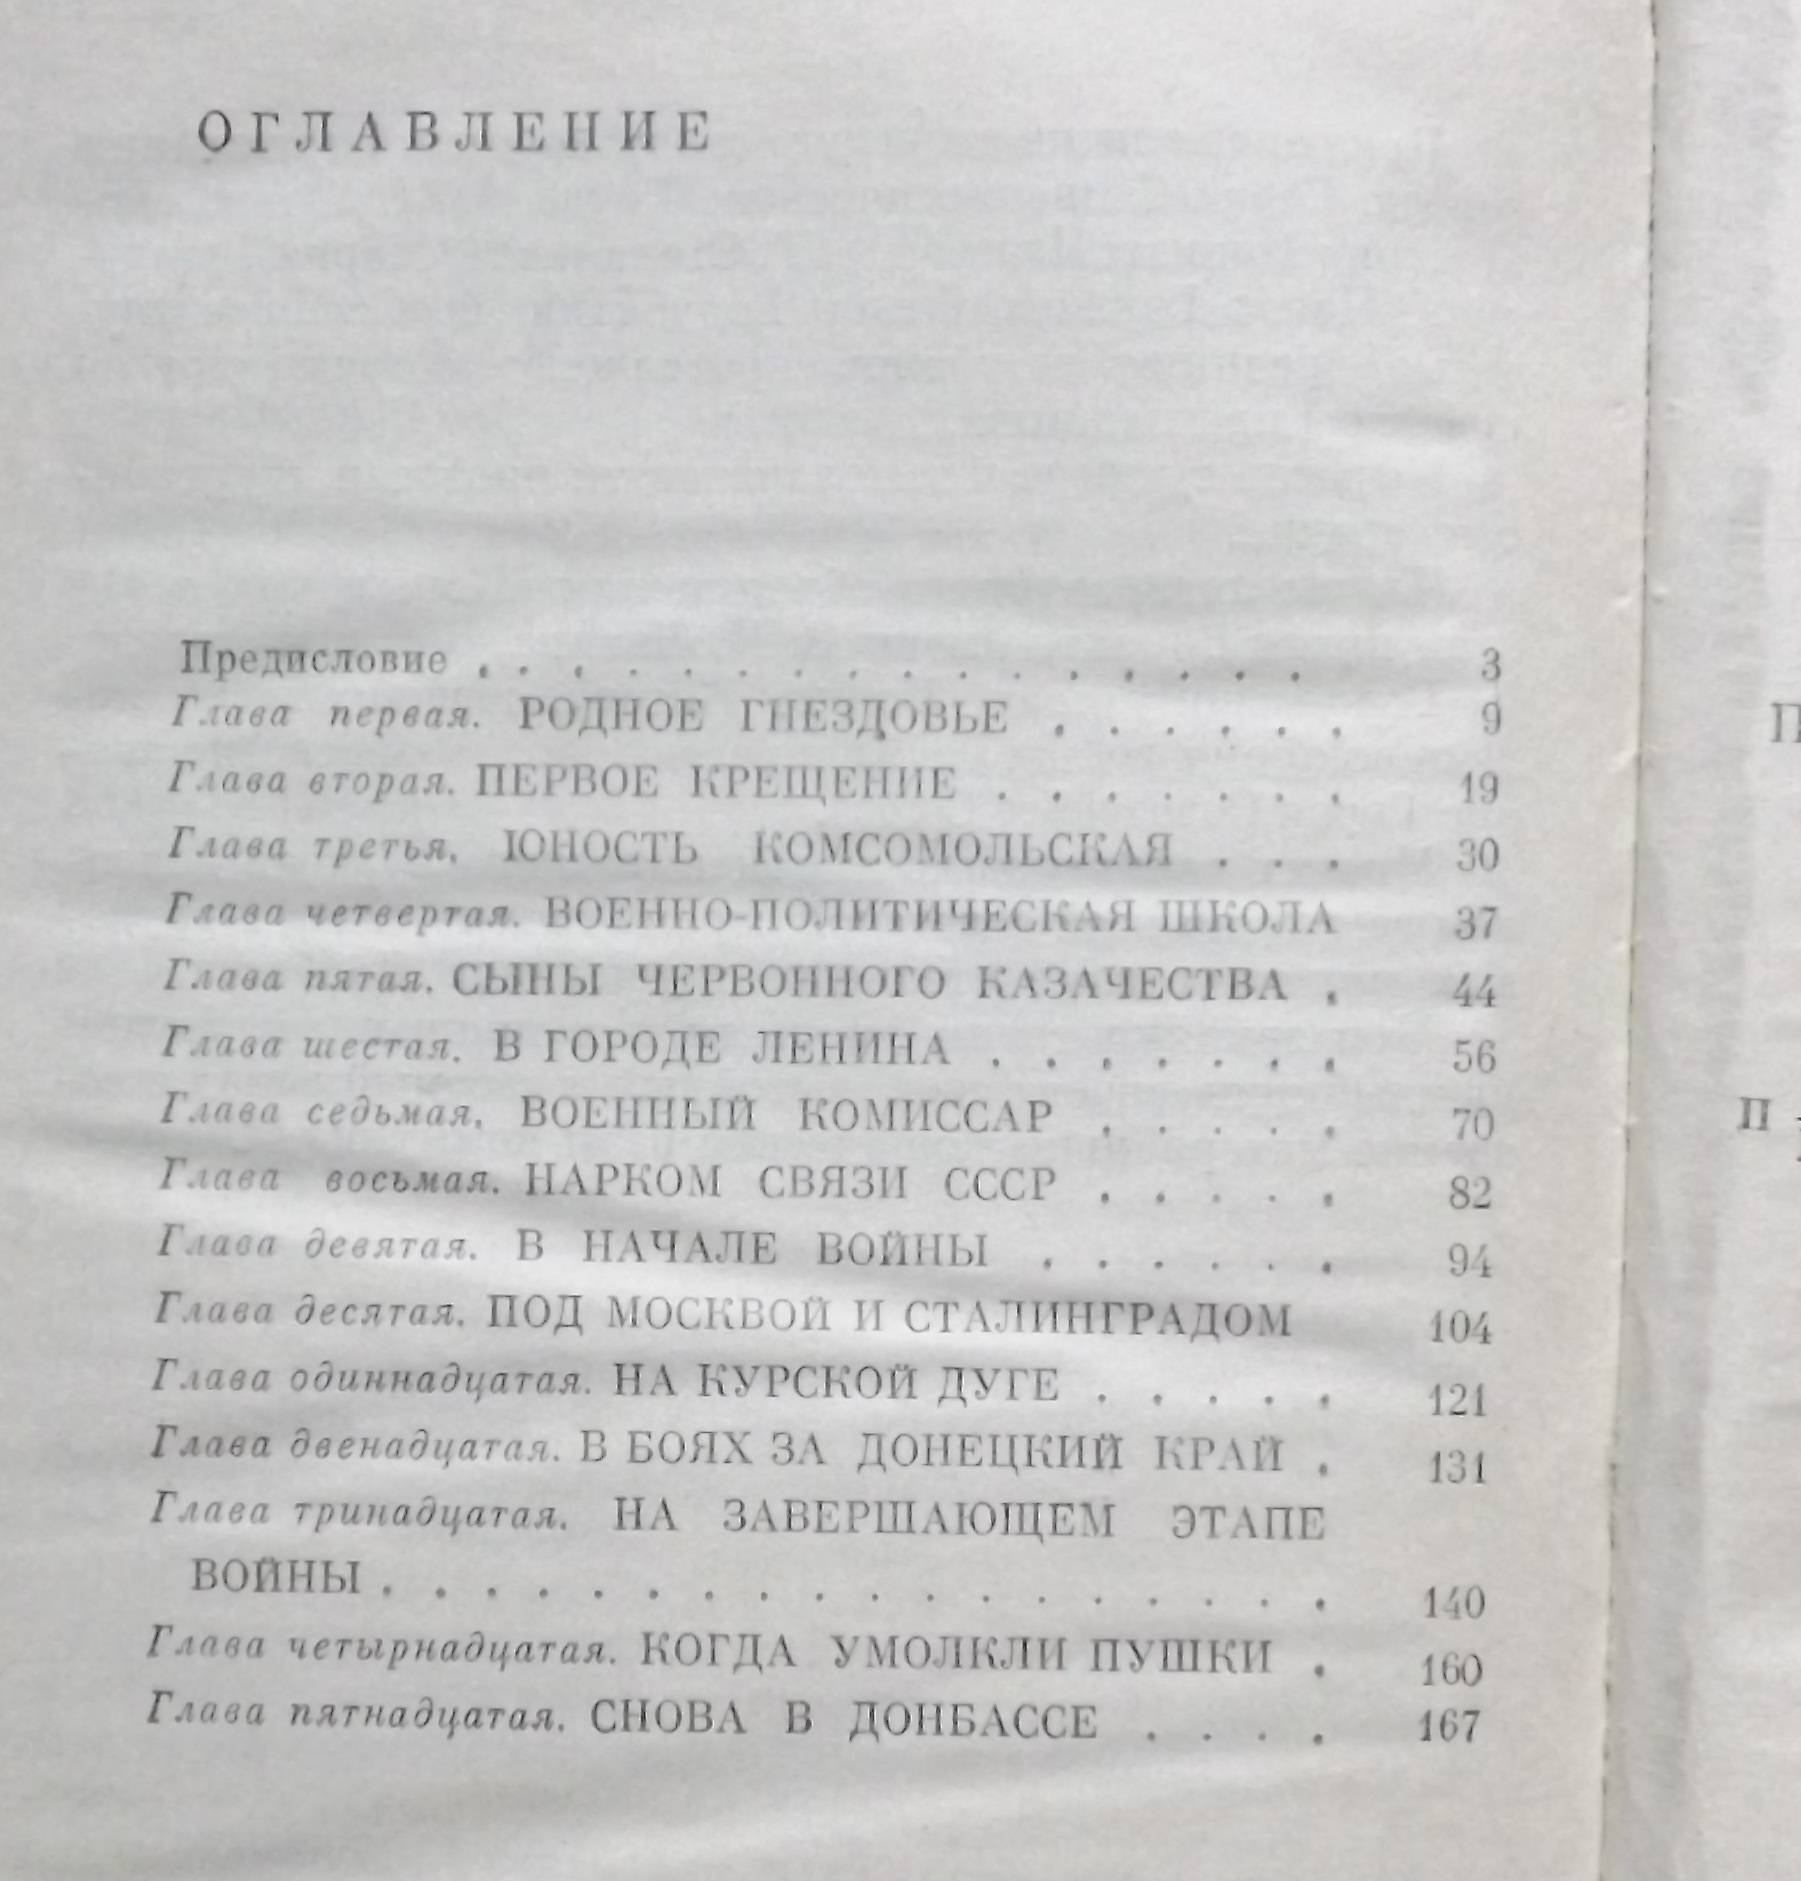 ОГЛАВЛЕНИЕ
Предисловие . . . . . . . . . . . . . . . . 3
Глава первая. РОДНОЕ ГНЕЗДОВЬЕ . . . . . . 9
Глава вторая. ПЕРВОЕ КРЕЩЕНИЕ . . . . . . . 19
Глава третья. ЮНОСТЬ КОМСОМОЛЬСКАЯ . . . 30
Глава четвертая. ВОЕННО-ПОЛИТИЧЕСКАЯ ШКОЛА 37
Глава пятая. СЫНЫ ЧЕРВОННОГО КАЗАЧЕСТВА . 44
Глава шестая. В ГОРОДЕ ЛЕНИНА . . . . . . . 56
Глава седьмая. ВОЕННЫЙ КОМИССАР . . . . . 70
Глава восьмая. НАРКОМ СВЯЗИ СССР . . . . . 82
Глава девятая. В НАЧАЛЕ ВОЙНЫ . . . . . . 94
Глава десятая. ПОД МОСКВОЙ И СТАЛИНГРАДОМ 104
Глава одиннадцатая. НА КУРСКОЙ ДУГЕ . . . . . 121
Глава двенадцатая. В БОЯХ ЗА ДОНЕЦКИЙ КРАЙ . 131
Глава тринадцатая. НА ЗАВЕРШАЮЩЕМ ЭТАПЕ
ВОЙНЫ . . . . . . . . . . . . . . . . . . 140
Глава четырнадцатая. КОГДА УМОЛКЛИ ПУШКИ . 160
Глава пятнадцатая. СНОВА В ДОНБАССЕ . . . . 167